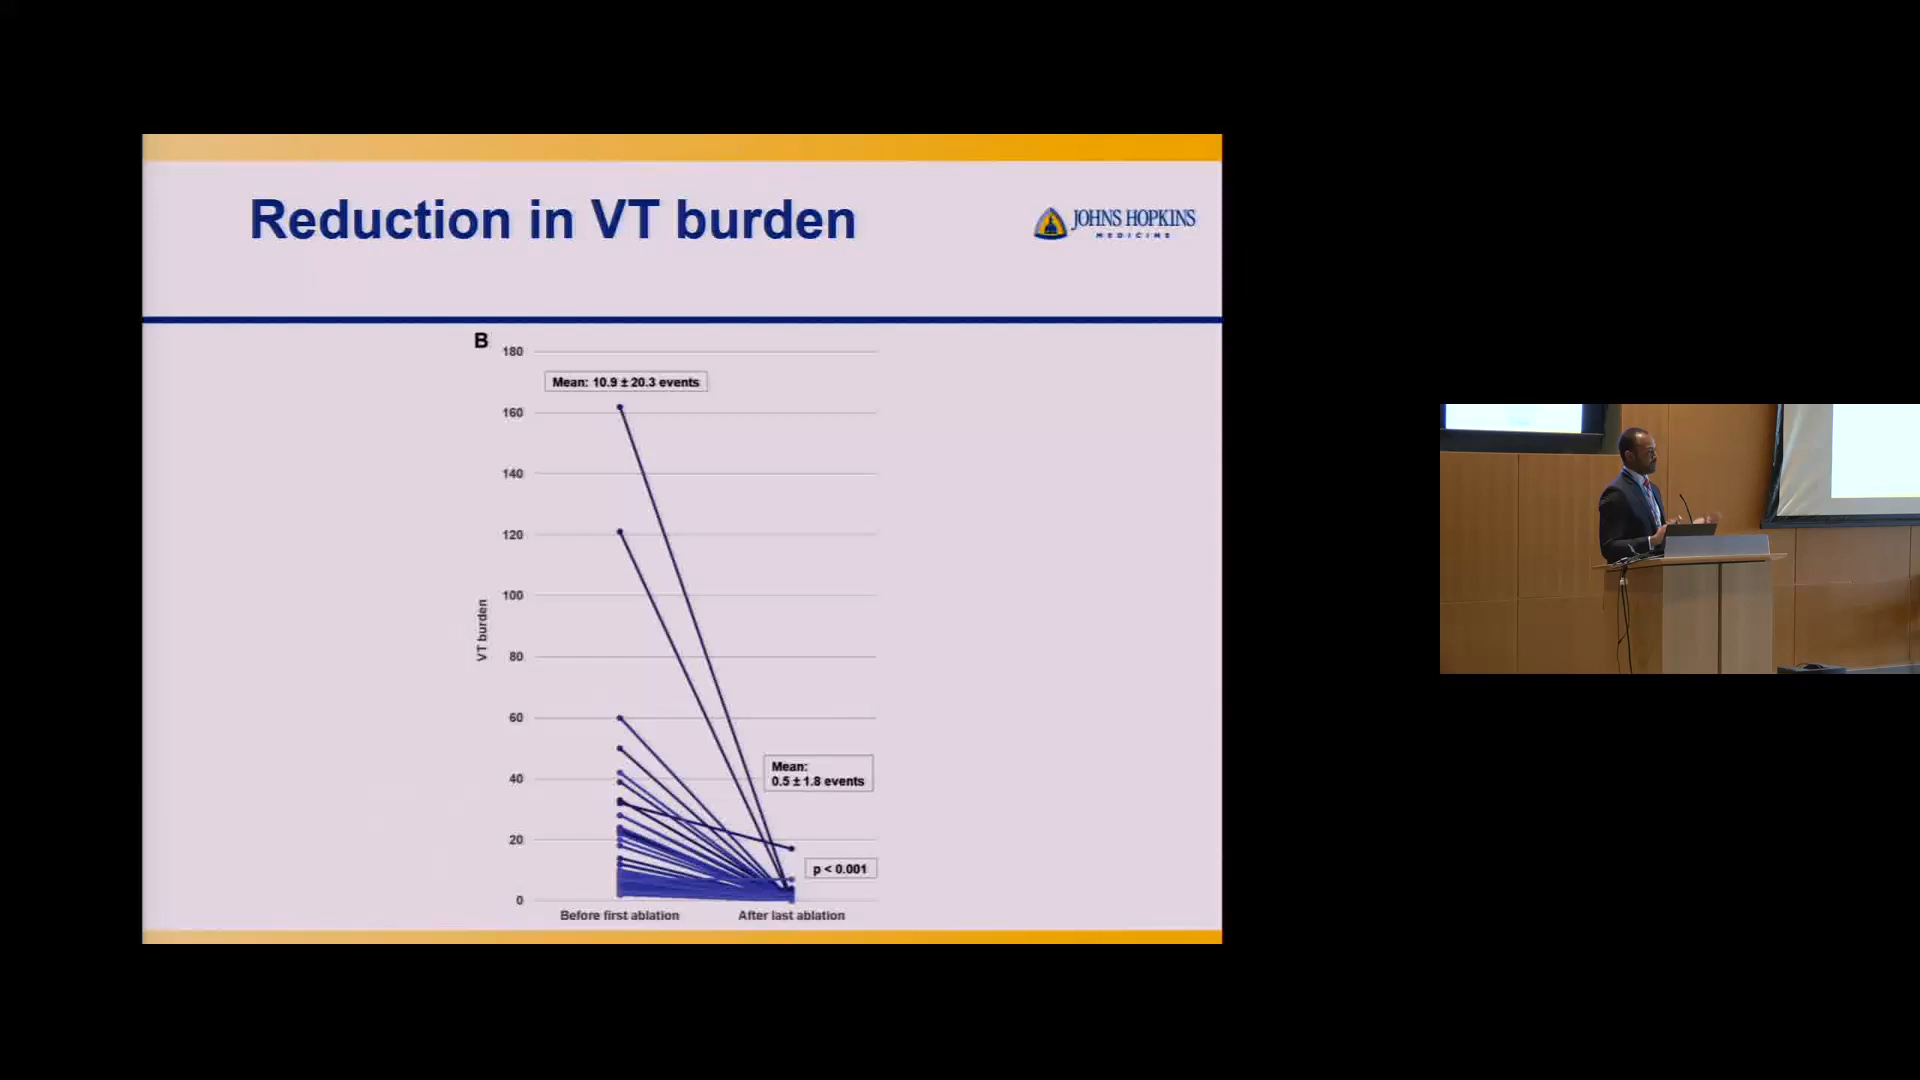 Reduction in VT burden
JOHNS HOPKINS
MEDICINE
B
180
Mean: 10.9 ± 20.3 events
160
140
120
100
VT burden
80
60
Mean:
0.5 ± 1.8 events
40
20
p < 0.001
0
Before first ablation
After last ablation